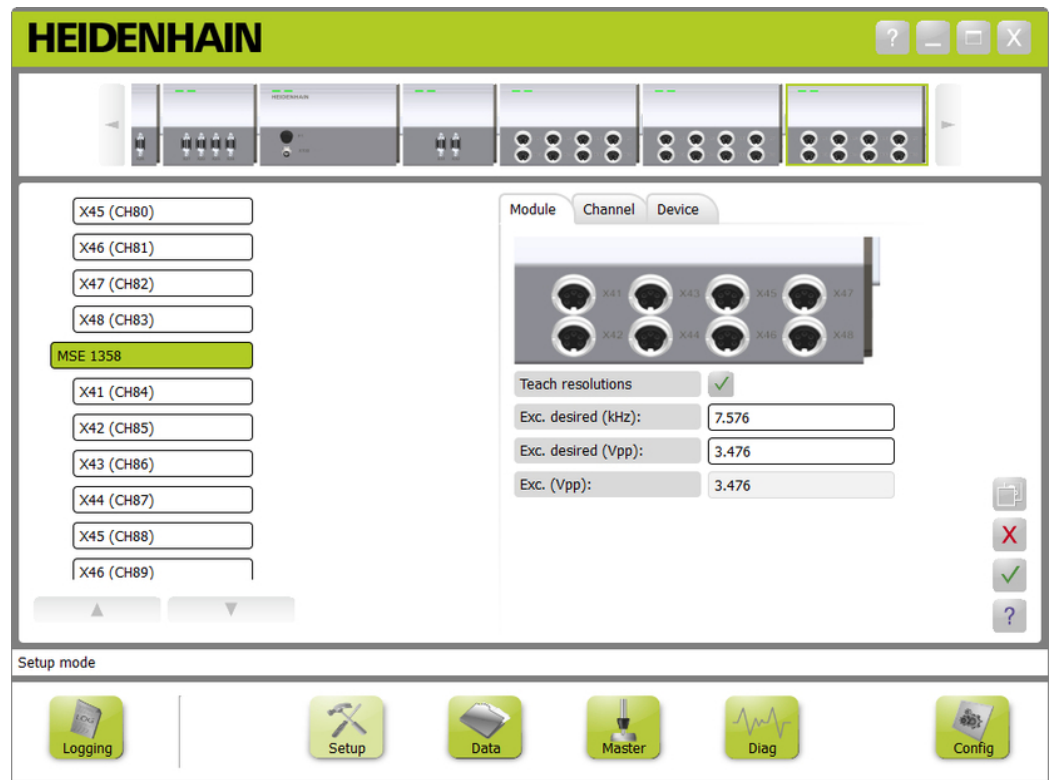 HEIDENHAIN
?
X
HEIDENHAIN
X45 (CH80)
X46 (CH81)
X47 (CH82)
X48 (CH83)
MSE 1358
X41 (CH84)
X42 (CH85)
X43 (CH86)
X44 (CH87)
X45 (CH88)
X46 (CH89)
Module Channel Device
X41 X43 X45 X47
X42 X44 X46 X48
Teach resolutions
Exc. desired (kHz): 7.576
Exc. desired (Vpp): 3.476
Exc. (Vpp): 3.476
X
?
Setup mode
LOG
Logging Setup Data Master Diag Config